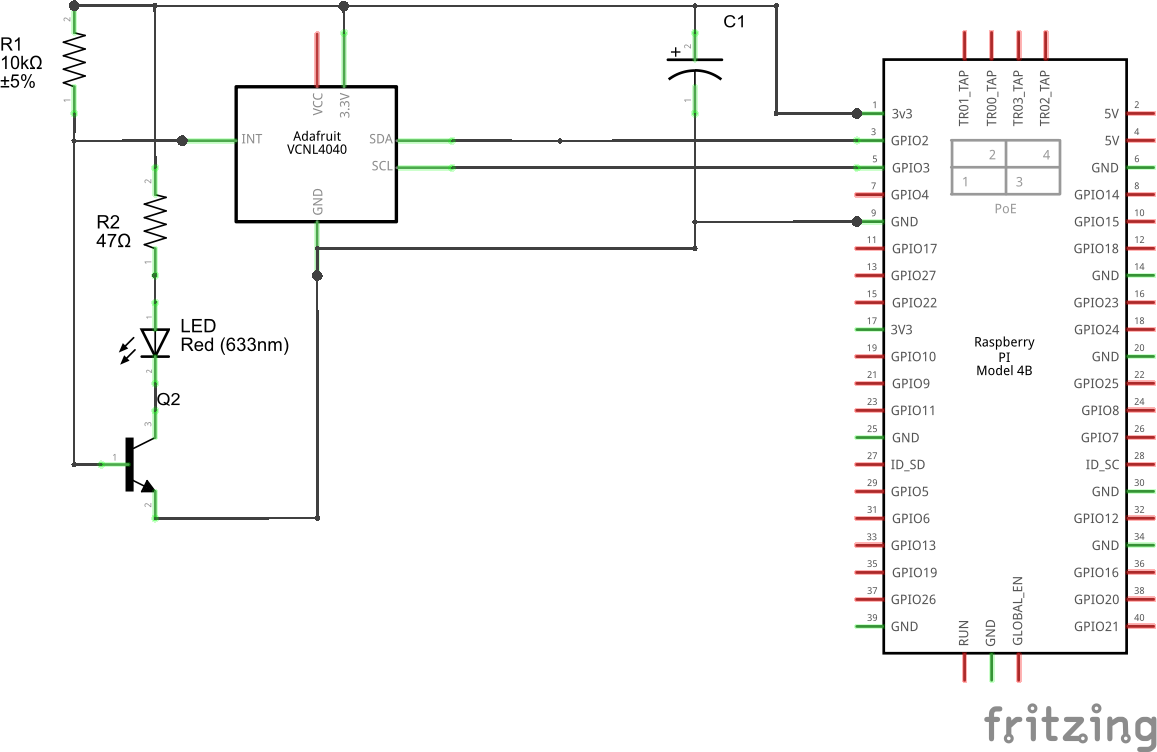 C1
2
1
R1
10kΩ
±5%
2
1
VCC
3.3V
INT
Adafruit
VCNL4040
SDA
SCL
GND
R2
47Ω
2
1
LED
Red (633nm)
1
2
Q2
3
1
2
TR01_TAP
TR00_TAP
TR03_TAP
TR02_TAP
1 3v3
3 GPIO2
5 GPIO3
7 GPIO4
9 GND
11 GPIO17
13 GPIO27
15 GPIO22
17 3V3
19 GPIO10
21 GPIO9
23 GPIO11
25 GND
27 ID_SD
29 GPIO5
31 GPIO6
33 GPIO13
35 GPIO19
37 GPIO26
39 GND
2 4
1 3
PoE
Raspberry
PI
Model 4B
5V 2
5V 4
GND 6
GPIO14 8
GPIO15 10
GPIO18 12
GND 14
GPIO23 16
GPIO24 18
GND 20
GPIO25 22
GPIO8 24
GPIO7 26
ID_SC 28
GND 30
GPIO12 32
GND 34
GPIO16 36
GPIO20 38
GPIO21 40
RUN
GND
GLOBAL_EN
fritzing